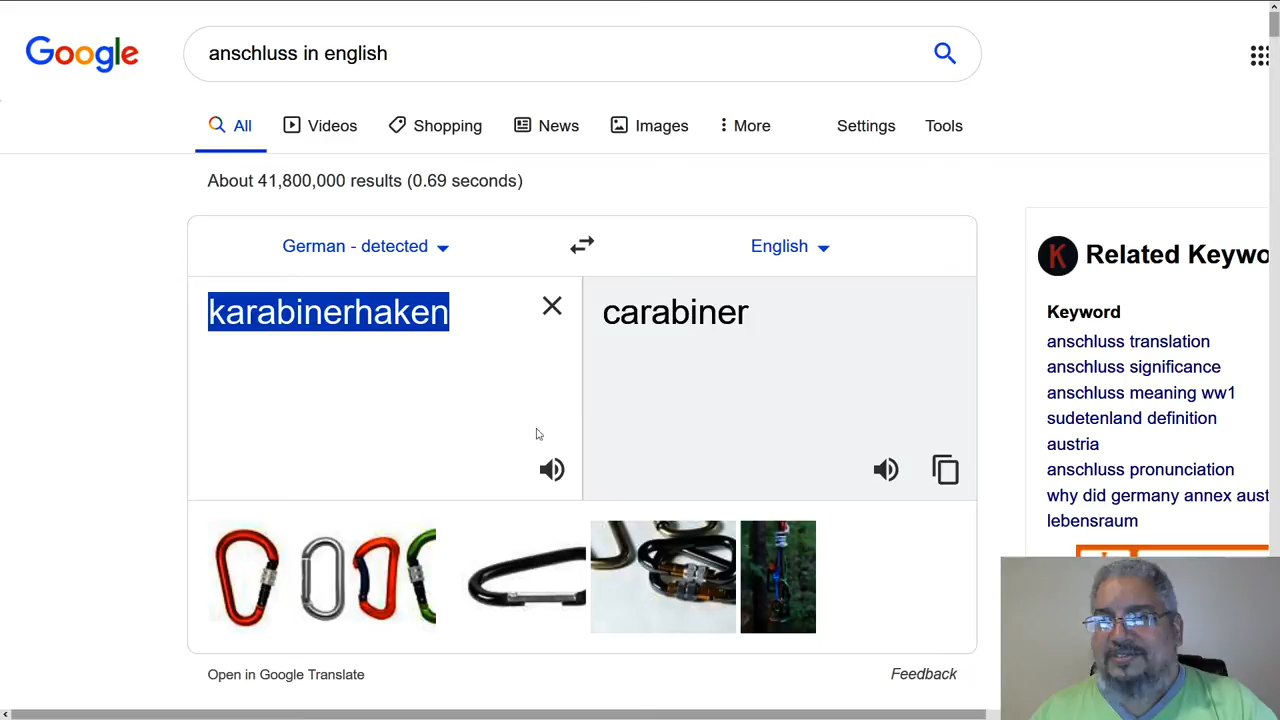 Google
anschluss in english
All Videos Shopping News Images More Settings Tools
About 41,800,000 results (0.69 seconds)
German - detected English
karabinerhaken carabiner
Open in Google Translate Feedback
K Related Keywo
Keyword
anschluss translation
anschluss significance
anschluss meaning ww1
sudetenland definition
austria
anschluss pronunciation
why did germany annex aust
lebensraum